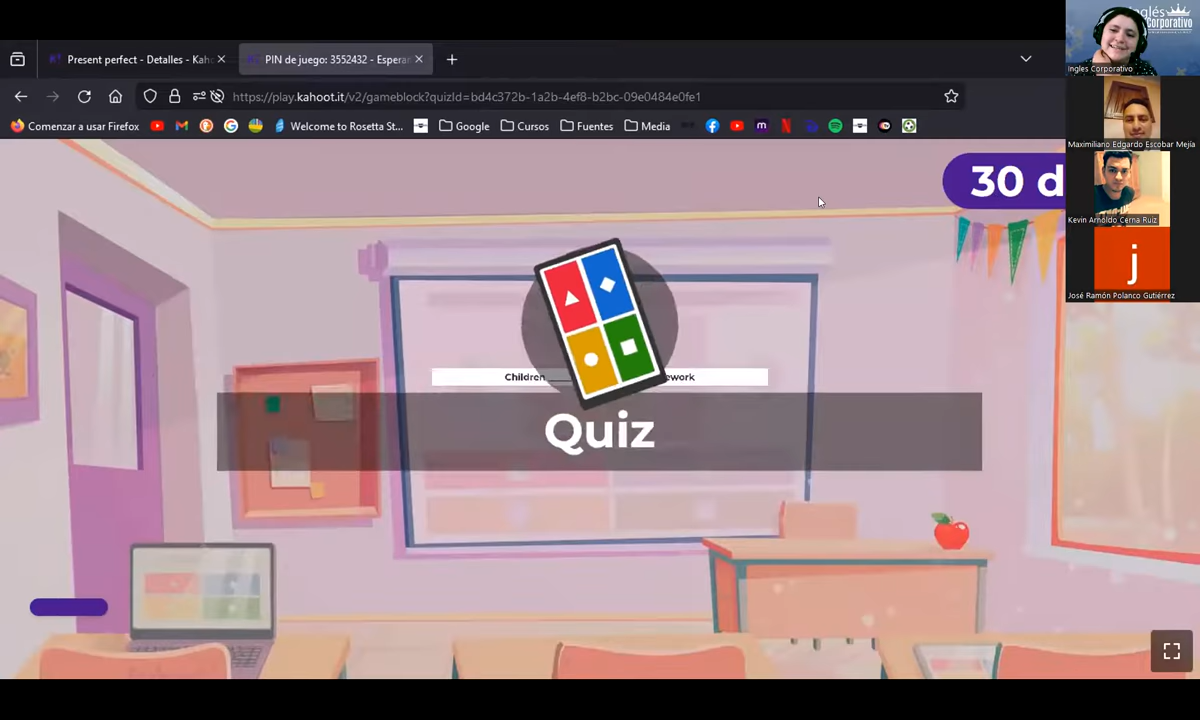 Inglés
Corporativo
Ingles Corporativo
Present perfect - Detalles - Kah
PIN de juego: 3552432 - Espera
https://play.kahoot.it/v2/gameblock?quizId=bd4c372b-1a2b-4ef8-b2bc-09e0484e0fe1
Comenzar a usar Firefox
Welcome to Rosetta St...
Google
Cursos
Fuentes
Media
Maximiliano Edgardo Escobar Mejía
30 d
Kevin Arnoldo Cerna Ruiz
j
José Ramón Polanco Gutiérrez
Children
ework
Quiz